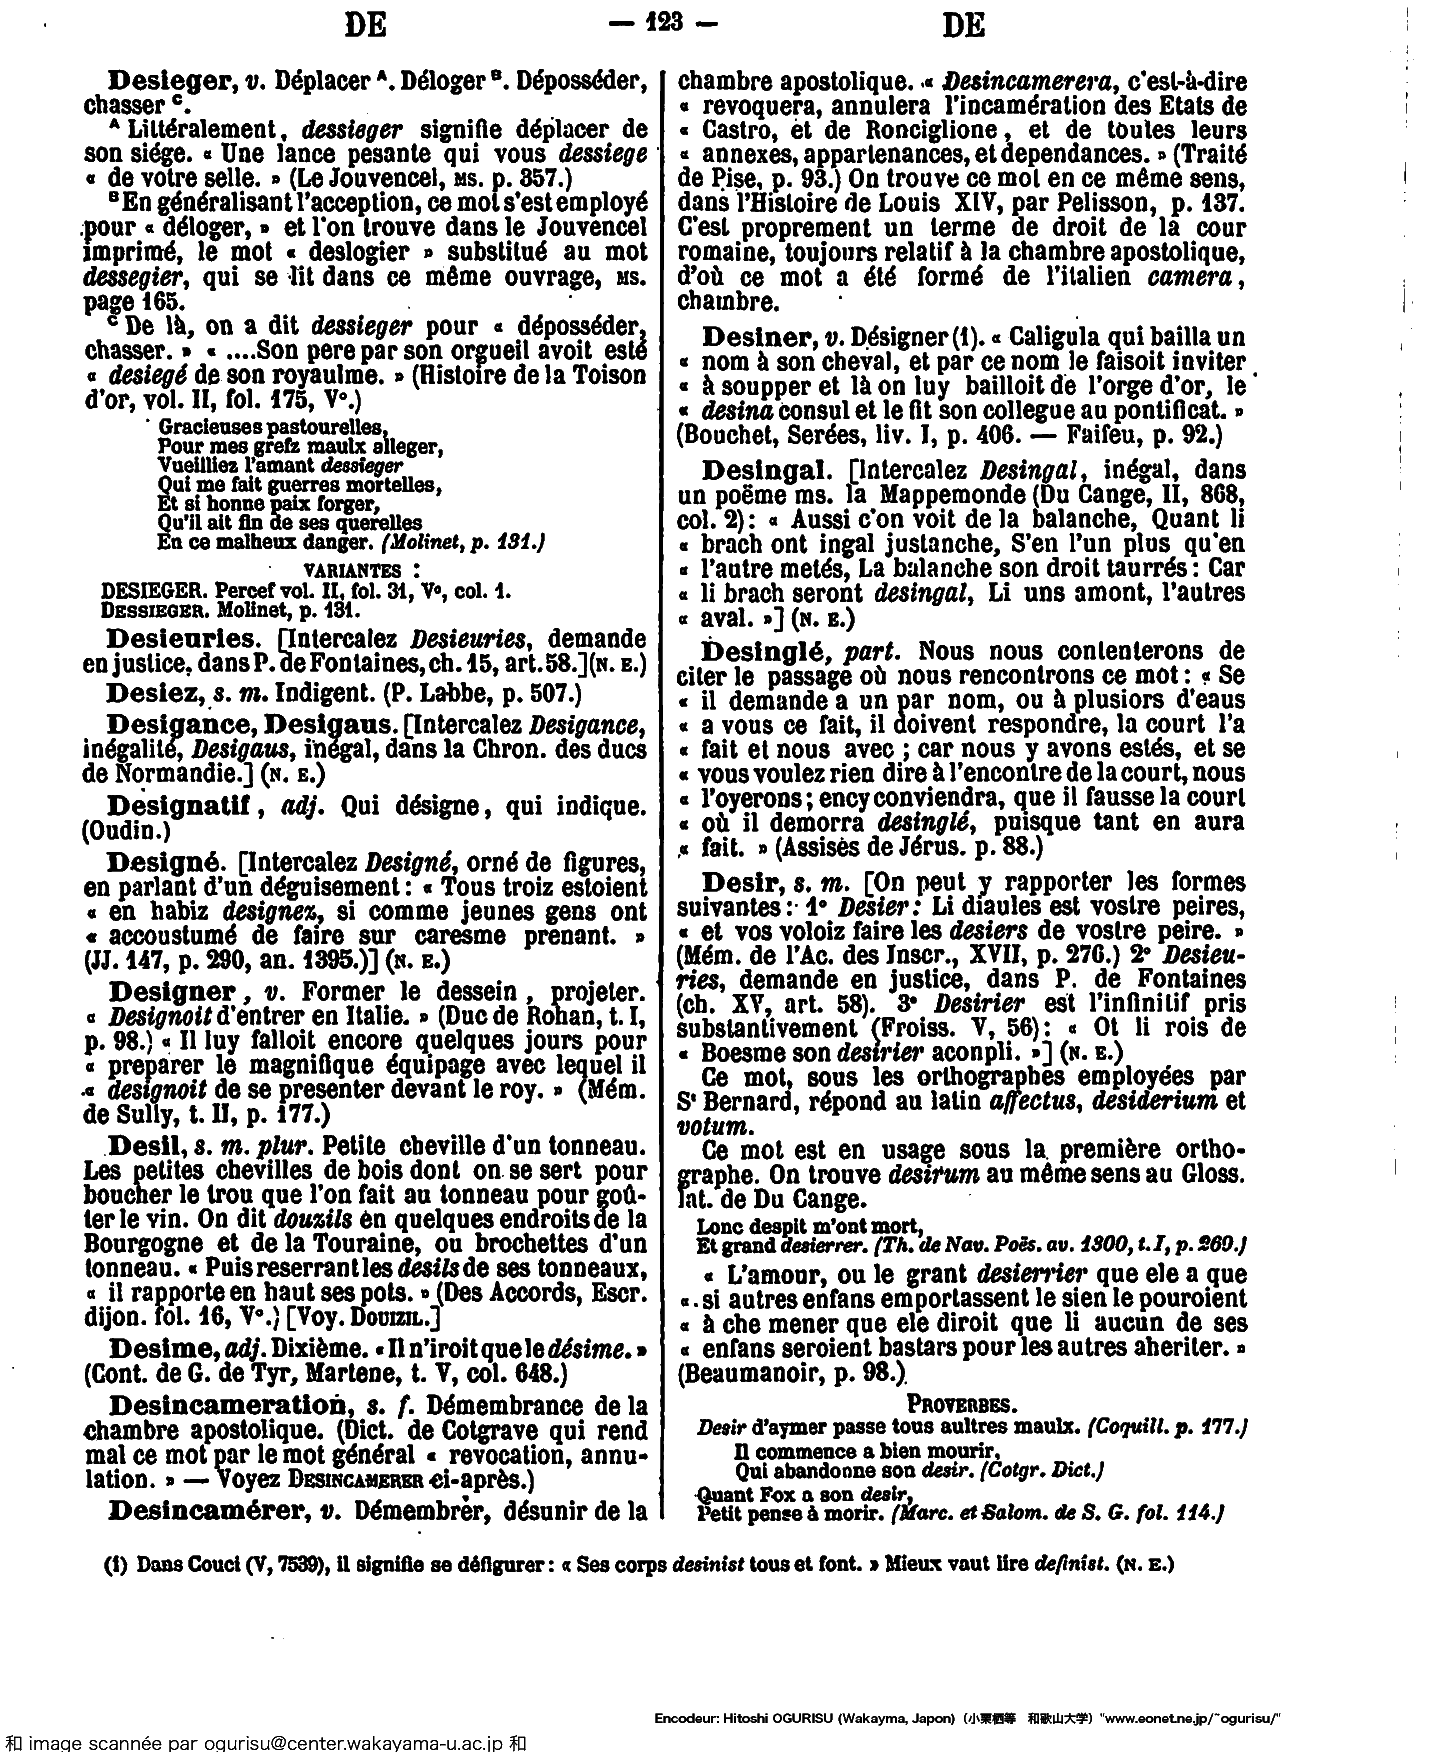 DE — 123 — DE
Desieger, v. Déplacer A. Déloger B. Déposséder,
chasser C.
A Littéralement, dessieger signifie déplacer de
son siége. « Une lance pesante qui vous dessiege
« de votre selle. » (Le Jouvencel, MS. p. 357.)
B En généralisant l'acception, ce mot s'est employé
pour « déloger, » et l'on trouve dans le Jouvencel
imprimé, le mot « deslogier » substitué au mot
dessegier, qui se lit dans ce même ouvrage, MS.
page 165.
C De là, on a dit dessieger pour « déposséder,
chasser. » « ....Son pere par son orgueil avoit esté
« desiegé de son royaulme. » (Histoire de la Toison
d'or, vol. II, fol. 175, V°.)
Gracieuses pastourelles,
Pour mes grefz maulx alleger,
Vueilliez l'amant dessieger
Qui me fait guerres mortelles,
Et si bonne paix forger,
Qu'il ait fin de ses querelles
En ce malheux danger. (Molinet, p. 131.)
VARIANTES :
DESIEGER. Percef vol. II, fol. 31, V°, col. 1.
DESSIEGER. Molinet, p. 131.
Desieuries. [Intercalez Desieuries, demande
en justice, dans P. de Fontaines, ch. 15, art. 58.] (N. E.)
Desiez, s. m. Indigent. (P. Labbe, p. 507.)
Desigance, Desigaus. [Intercalez Desigance,
inégalité, Desigaus, inégal, dans la Chron. des ducs
de Normandie.] (N. E.)
Designatif, adj. Qui désigne, qui indique.
(Oudin.)
Designé. [Intercalez Designé, orné de figures,
en parlant d'un déguisement : « Tous troiz estoient
« en habiz designez, si comme jeunes gens ont
« accoustumé de faire sur caresme prenant. »
(JJ. 147, p. 290, an. 1395.)] (N. E.)
Designer, v. Former le dessein, projeter.
« Designoit d'entrer en Italie. » (Duc de Rohan, t. I,
p. 98.) « Il luy falloit encore quelques jours pour
« preparer le magnifique équipage avec lequel il
« designoit de se presenter devant le roy. » (Mém.
de Sully, t. II, p. 177.)
Desil, s. m. plur. Petite cheville d'un tonneau.
Les petites chevilles de bois dont on se sert pour
boucher le trou que l'on fait au tonneau pour goû-
ter le vin. On dit douzils en quelques endroits de la
Bourgogne et de la Touraine, ou brochettes d'un
tonneau. « Puis reserrant les desils de ses tonneaux,
« il rapporte en haut ses pots. » (Des Accords, Escr.
dijon. fol. 16, V°.) [Voy. DOUIZIL.]
Desime, adj. Dixième. « Il n'iroit que le désime. »
(Cont. de G. de Tyr, Martene, t. V, col. 648.)
Desincameration, s. f. Démembrance de la
chambre apostolique. (Dict. de Cotgrave qui rend
mal ce mot par le mot général « revocation, annu-
lation. » — Voyez DESINCAMERER ci-après.)
Desincamérer, v. Démembrer, désunir de la
chambre apostolique. « Desincamerera, c'est-à-dire
« revoquera, annulera l'incamération des Etats de
« Castro, et de Ronciglione, et de toutes leurs
« annexes, appartenances, et dependances. » (Traité
de Pise, p. 93.) On trouve ce mot en ce même sens,
dans l'Histoire de Louis XIV, par Pelisson, p. 137.
C'est proprement un terme de droit de la cour
romaine, toujours relatif à la chambre apostolique,
d'où ce mot a été formé de l'italien camera,
chambre.
Desiner, v. Désigner (1). « Caligula qui bailla un
« nom à son cheval, et par ce nom le faisoit inviter
« à soupper et là on luy bailloit de l'orge d'or, le
« desina consul et le fit son collegue au pontificat. »
(Bouchet, Serées, liv. I, p. 406. — Faifeu, p. 92.)
Desingal. [Intercalez Desingal, inégal, dans
un poëme ms. la Mappemonde (Du Cange, II, 868,
col. 2) : « Aussi c'on voit de la balanche, Quant li
« brach ont ingal justanche, S'en l'un plus qu'en
« l'autre metés, La balanche son droit taurrés : Car
« li brach seront desingal, Li uns amont, l'autres
« aval. »] (N. E.)
Desinglé, part. Nous nous contenterons de
citer le passage où nous rencontrons ce mot : « Se
« il demande a un par nom, ou à plusiors d'eaus
« a vous ce fait, il doivent respondre, la court l'a
« fait et nous avec ; car nous y avons estés, et se
« vous voulez rien dire à l'encontre de la court, nous
« l'oyerons ; ency conviendra, que il fausse la court
« où il demorra desinglé, puisque tant en aura
« fait. » (Assises de Jérus. p. 88.)
Desir, s. m. [On peut y rapporter les formes
suivantes : 1° Desier : Li diaules est vostre peires,
« et vos voloiz faire les desiers de vostre peire. »
(Mém. de l'Ac. des Inscr., XVII, p. 276.) 2° Desieu-
ries, demande en justice, dans P. de Fontaines
(ch. XV, art. 58). 3° Desirier est l'infinitif pris
substantivement (Froiss. V, 56) : « Ot li rois de
« Boesme son desirier aconpli. »] (N. E.)
Ce mot, sous les orthographes employées par
St Bernard, répond au latin affectus, desiderium et
votum.
Ce mot est en usage sous la première ortho-
graphe. On trouve desirum au même sens au Gloss.
lat. de Du Cange.
Lonc despit m'ont mort,
Et grand desierrer. (Th. de Nav. Poës. av. 1300, t. I, p. 269.)
« L'amour, ou le grant desierrier que ele a que
« si autres enfans emportassent le sien le pouroient
« à che mener que ele diroit que li aucun de ses
« enfans seroient bastars pour les autres aheriter. »
(Beaumanoir, p. 98.)
PROVERBES.
Desir d'aymer passe tous aultres maulx. (Coquill. p. 177.)
Il commence a bien mourir,
Qui abandonne son desir. (Cotgr. Dict.)
Quant Fox a son desir,
Petit pense à morir. (Marc. et Salom. de S. G. fol. 114.)
(1) Dans Couci (V, 7539), il signifie se défigurer : « Ses corps desinist tous et font. » Mieux vaut lire definist. (N. E.)
Encodeur: Hitoshi OGURISU (Wakayma, Japon) (小栗栖等 和歌山大学) "www.eonet.ne.jp/~ogurisu/"
和 image scannée par ogurisu@center.wakayama-u.ac.jp 和